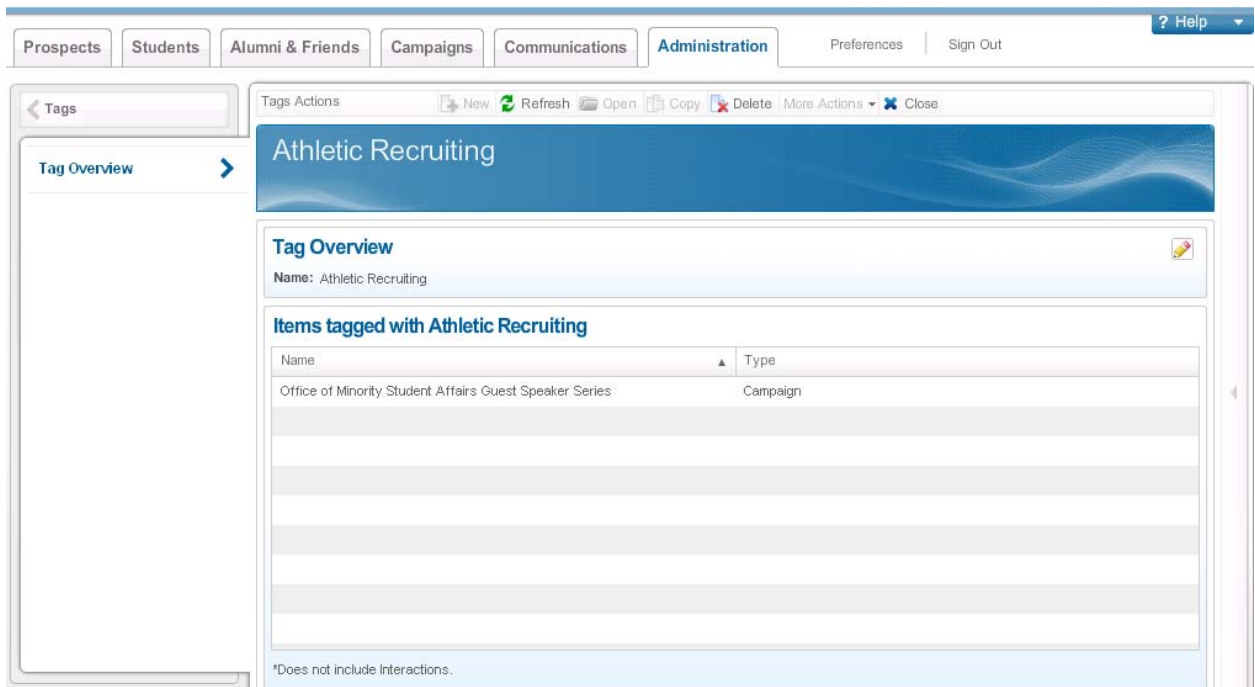 ? Help
Prospects Students Alumni & Friends Campaigns Communications Administration Preferences Sign Out
Tags
Tags Actions New Refresh Open Copy Delete More Actions Close
Tag Overview
Athletic Recruiting
Tag Overview
Name: Athletic Recruiting
Items tagged with Athletic Recruiting
Name Type
Office of Minority Student Affairs Guest Speaker Series Campaign
*Does not include Interactions.